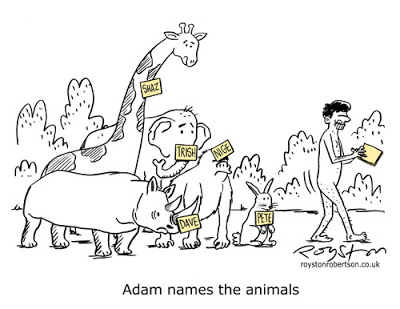 SHAZ
TRISH
NIGE
DAVE
PETE
ROYSTON
roystonrobertson.co.uk
Adam names the animals